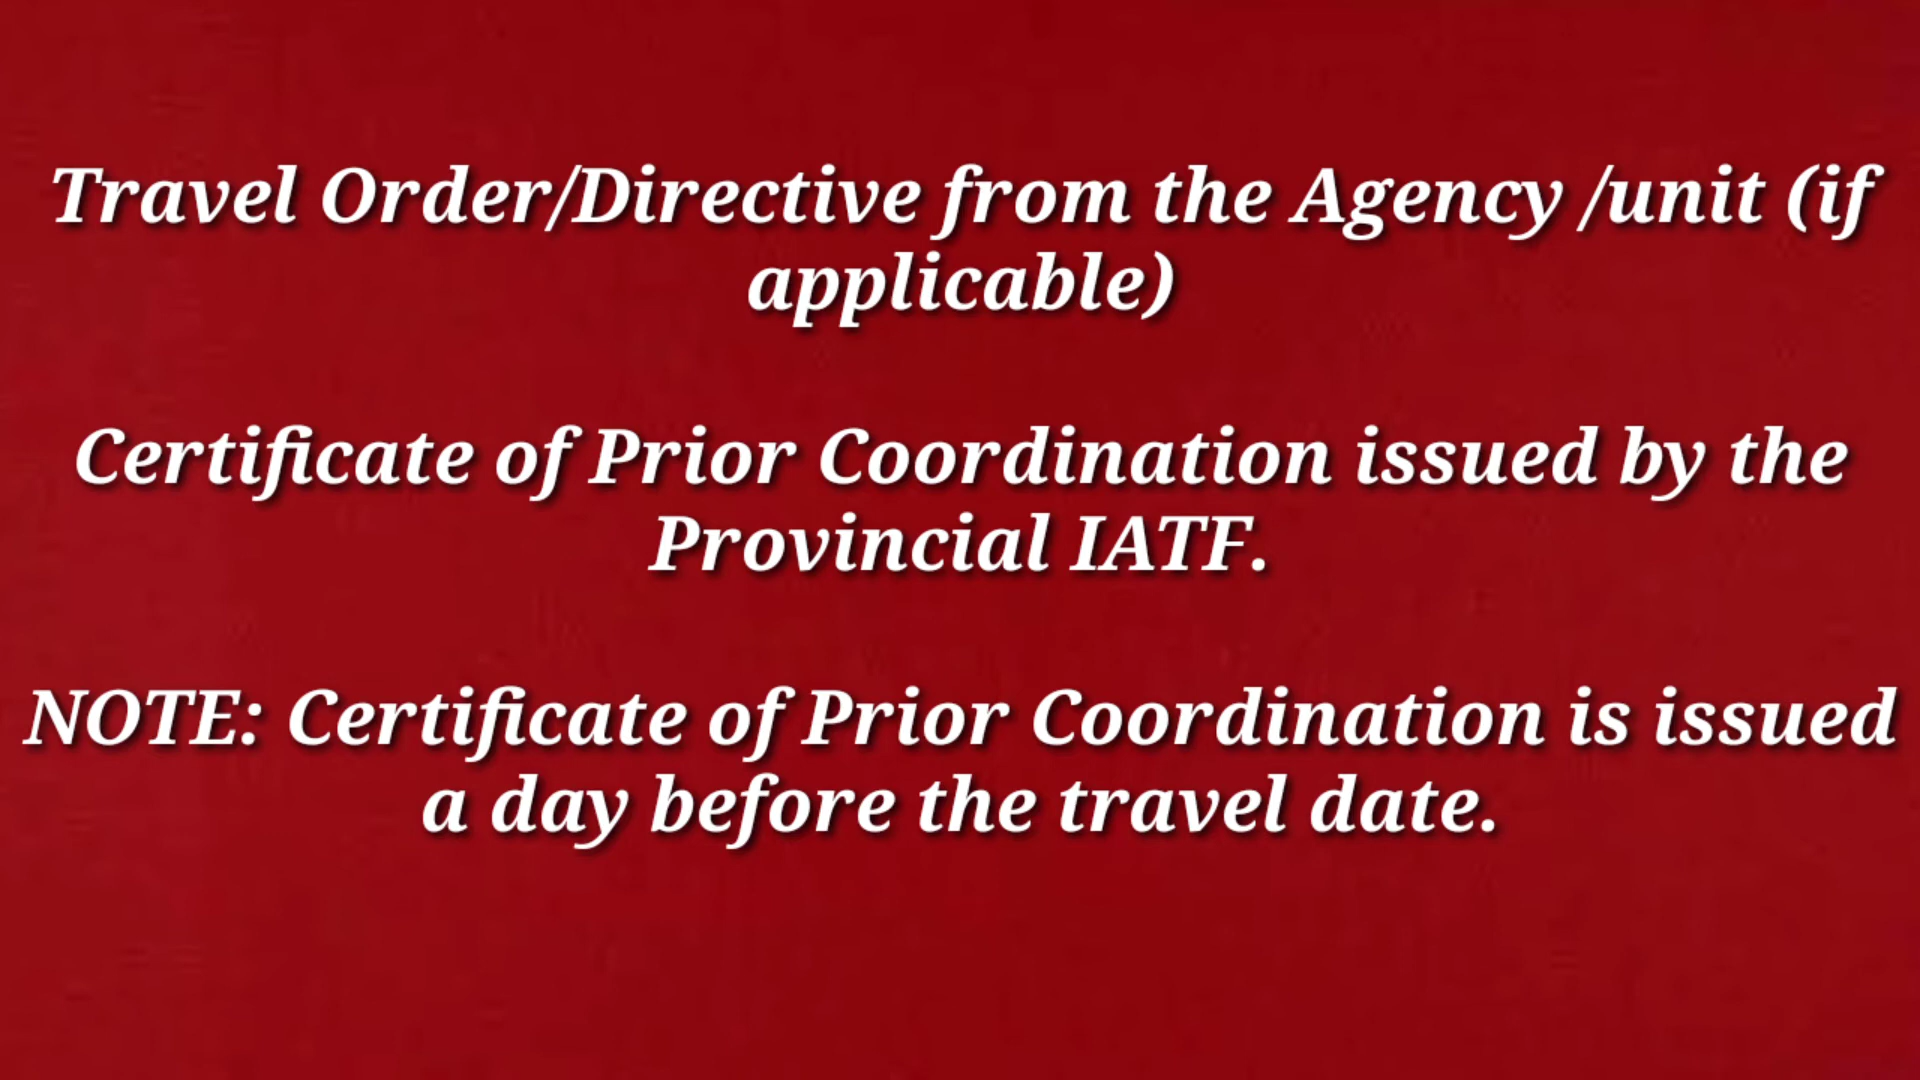 Travel Order/Directive from the Agency /unit (if
applicable)
Certificate of Prior Coordination issued by the
Provincial IATF.
NOTE: Certificate of Prior Coordination is issued
a day before the travel date.